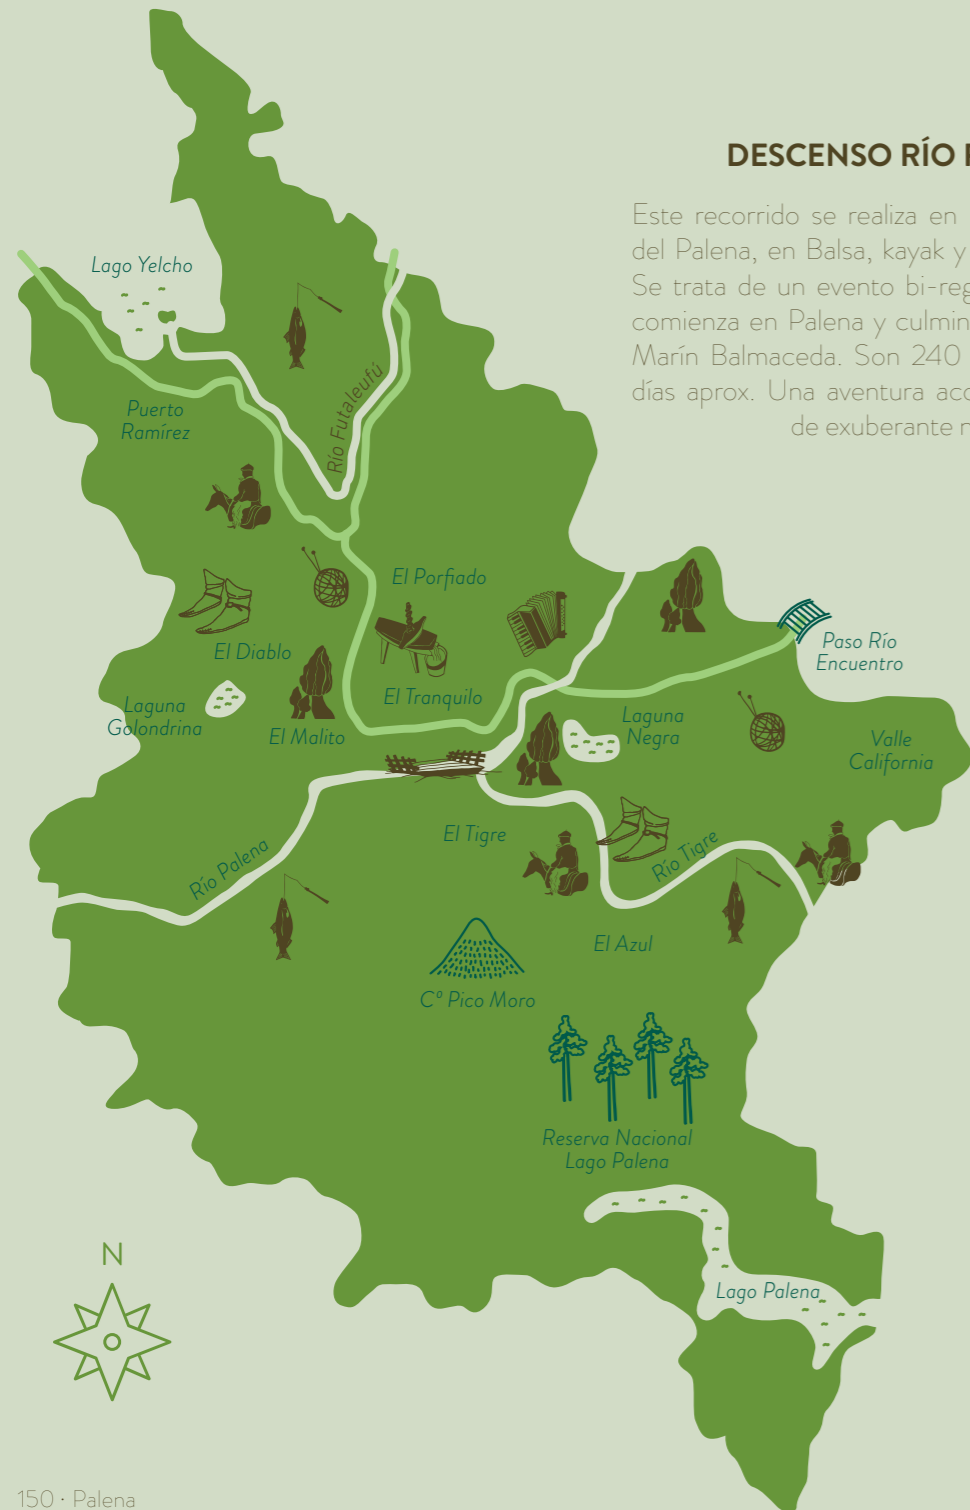 DESCENSO RÍO
Este recorrido se realiza en
del Palena, en Balsa, kayak y
Se trata de un evento bi-reg
comienza en Palena y culmin
Marín Balmaceda. Son 240
días aprox. Una aventura aco
de exuberante n
Lago Yelcho
Río Futaleufú
Puerto
Ramírez
El Porfiado
El Diablo
Paso Río
Encuentro
El Tranquilo
Laguna
Golondrina
El Malito
Laguna
Negra
Valle
California
El Tigre
Río Palena
Río Tigre
El Azul
Cº Pico Moro
Reserva Nacional
Lago Palena
N
Lago Palena
150 · Palena